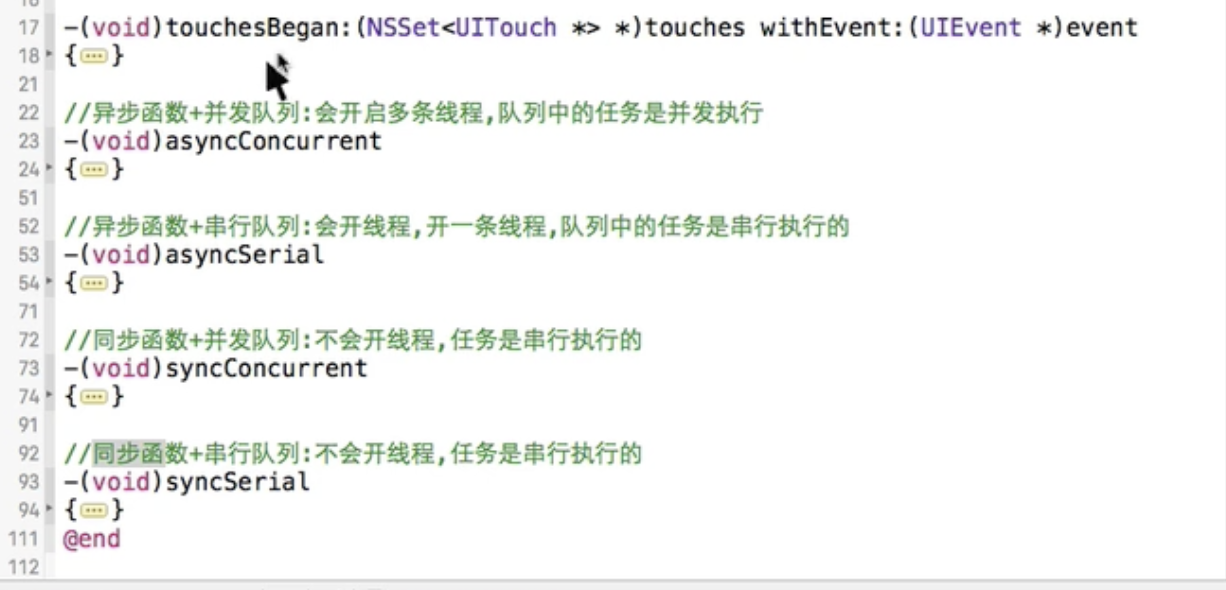 17 -(void)touchesBegan:(NSSet<UITouch *> *)touches withEvent:(UIEvent *)event
18 {...}
21
22 //异步函数+并发队列:会开启多条线程,队列中的任务是并发执行
23 -(void)asyncConcurrent
24 {...}
51
52 //异步函数+串行队列:会开线程,开一条线程,队列中的任务是串行执行的
53 -(void)asyncSerial
54 {...}
71
72 //同步函数+并发队列:不会开线程,任务是串行执行的
73 -(void)syncConcurrent
74 {...}
91
92 //同步函数+串行队列:不会开线程,任务是串行执行的
93 -(void)syncSerial
94 {...}
111 @end
112